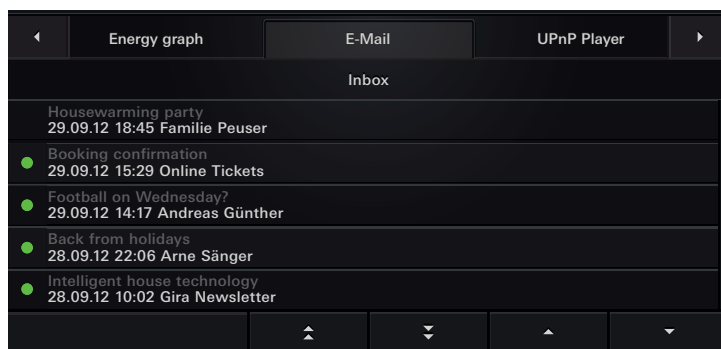 Energy graph E-Mail UPnP Player
Inbox
Housewarming party
29.09.12 18:45 Familie Peuser
Booking confirmation
29.09.12 15:29 Online Tickets
Football on Wednesday?
29.09.12 14:17 Andreas Günther
Back from holidays
28.09.12 22:06 Arne Sänger
Intelligent house technology
28.09.12 10:02 Gira Newsletter